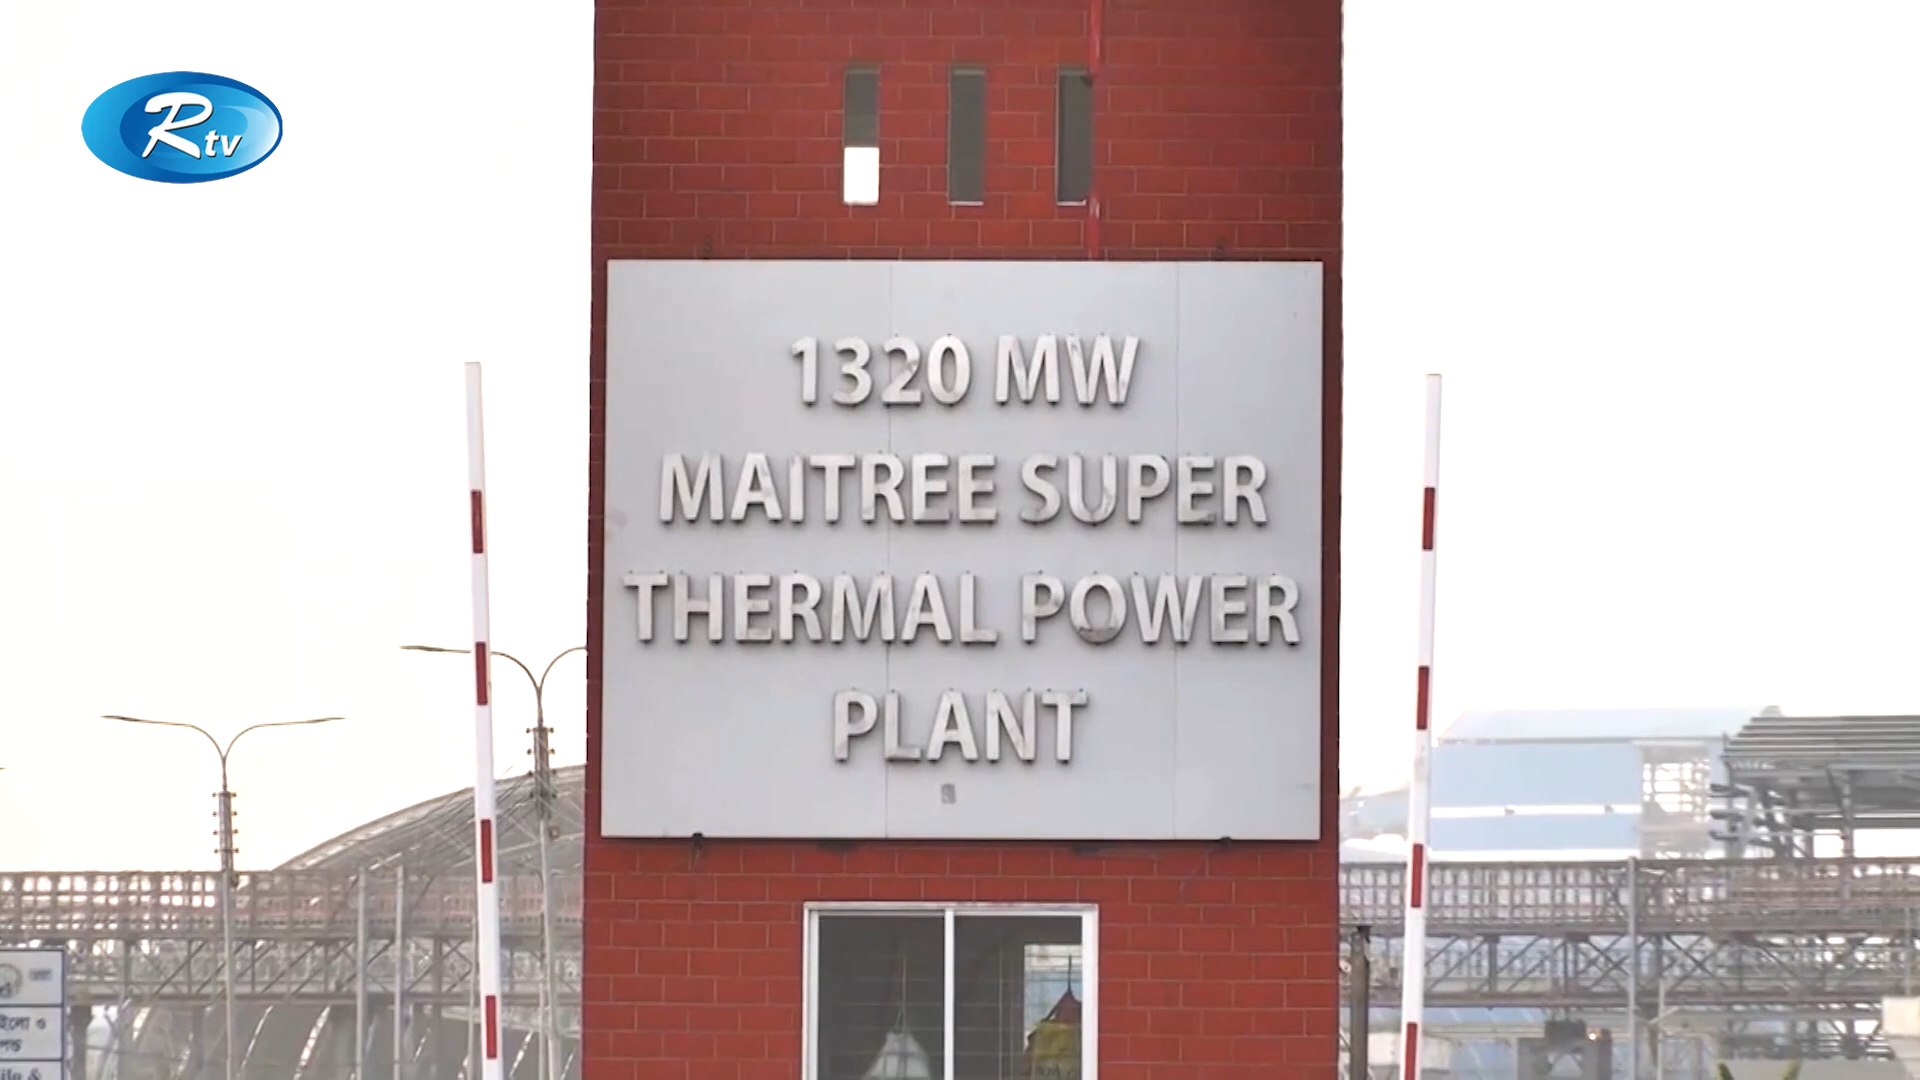 Rtv
1320 MW
MAITREE SUPER
THERMAL POWER
PLANT